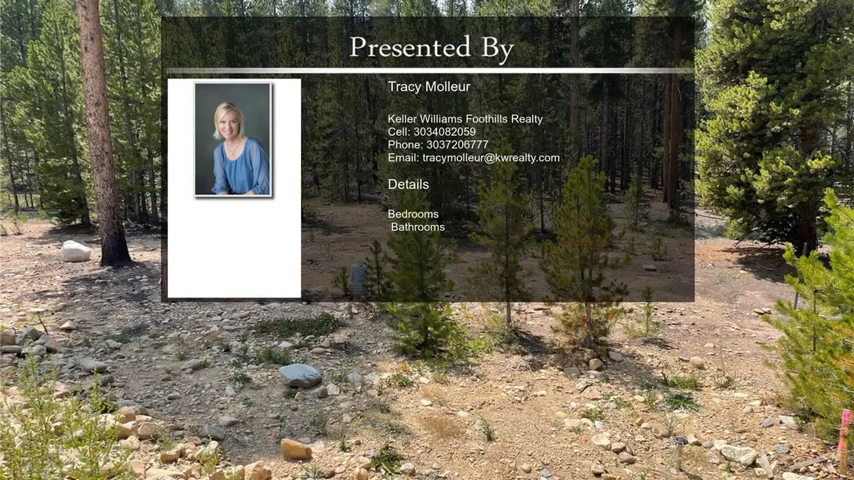 Presented By
Tracy Molleur
Keller Williams Foothills Realty
Cell: 3034082059
Phone: 3037206777
Email: tracymolleur@kwrealty.com
Details
Bedrooms
Bathrooms